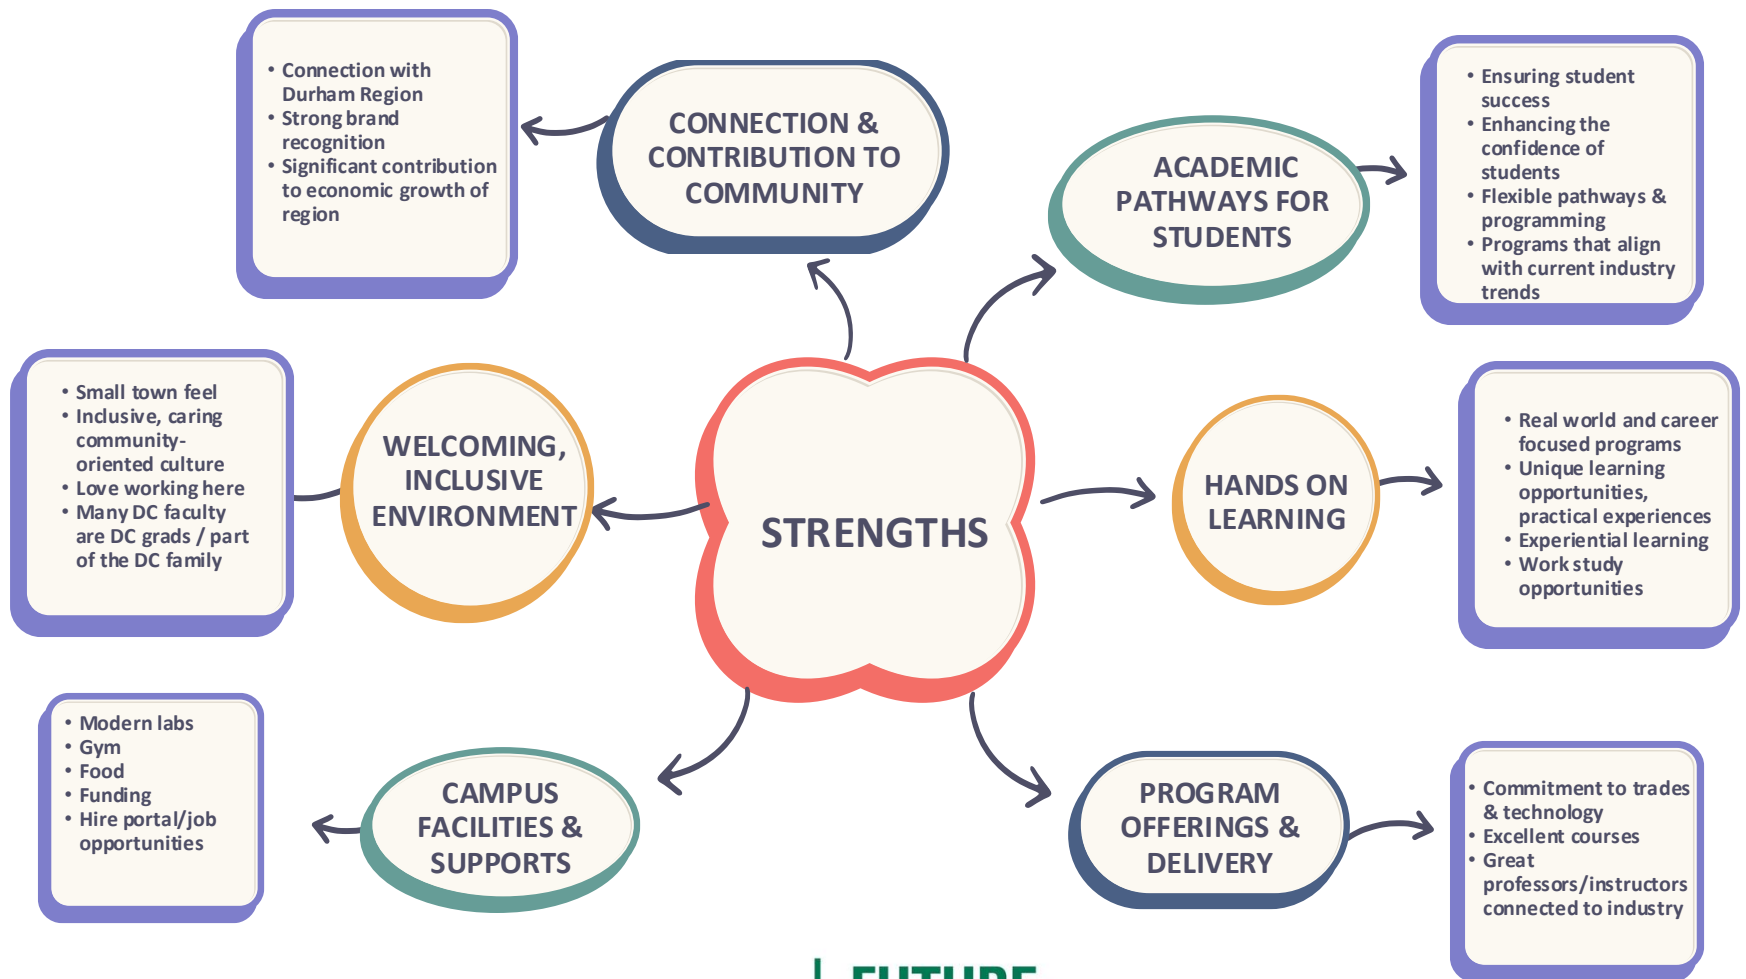 • Connection with
Durham Region
• Strong brand
recognition
• Significant contribution
to economic growth of
region
CONNECTION &
CONTRIBUTION TO
COMMUNITY
ACADEMIC
PATHWAYS FOR
STUDENTS
• Ensuring student
success
• Enhancing the
confidence of
students
• Flexible pathways &
programming
• Programs that align
with current industry
trends
• Small town feel
• Inclusive, caring
community-
oriented culture
• Love working here
• Many DC faculty
are DC grads / part
of the DC family
WELCOMING,
INCLUSIVE
ENVIRONMENT
STRENGTHS
HANDS ON
LEARNING
• Real world and career
focused programs
• Unique learning
opportunities,
practical experiences
• Experiential learning
• Work study
opportunities
• Modern labs
• Gym
• Food
• Funding
• Hire portal/job
opportunities
CAMPUS
FACILITIES &
SUPPORTS
PROGRAM
OFFERINGS &
DELIVERY
• Commitment to trades
& technology
• Excellent courses
• Great
professors/instructors
connected to industry
FUTURE